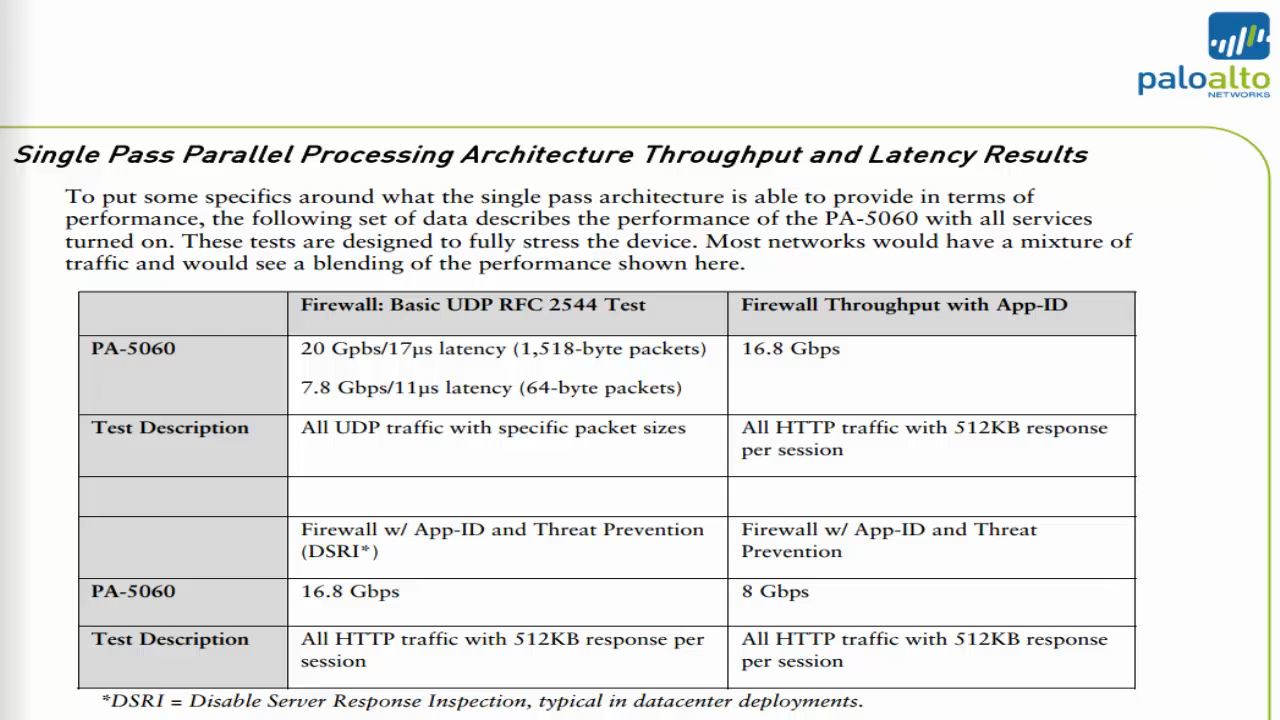 paloalto
NETWORKS
Single Pass Parallel Processing Architecture Throughput and Latency Results
To put some specifics around what the single pass architecture is able to provide in terms of
performance, the following set of data describes the performance of the PA-5060 with all services
turned on. These tests are designed to fully stress the device. Most networks would have a mixture of
traffic and would see a blending of the performance shown here.
Firewall: Basic UDP RFC 2544 Test
Firewall Throughput with App-ID
PA-5060
20 Gpbs/17µs latency (1,518-byte packets)
7.8 Gbps/11µs latency (64-byte packets)
16.8 Gbps
Test Description
All UDP traffic with specific packet sizes
All HTTP traffic with 512KB response
per session
Firewall w/ App-ID and Threat Prevention
(DSRI*)
Firewall w/ App-ID and Threat
Prevention
PA-5060
16.8 Gbps
8 Gbps
Test Description
All HTTP traffic with 512KB response per
session
All HTTP traffic with 512KB response
per session
*DSRI = Disable Server Response Inspection, typical in datacenter deployments.